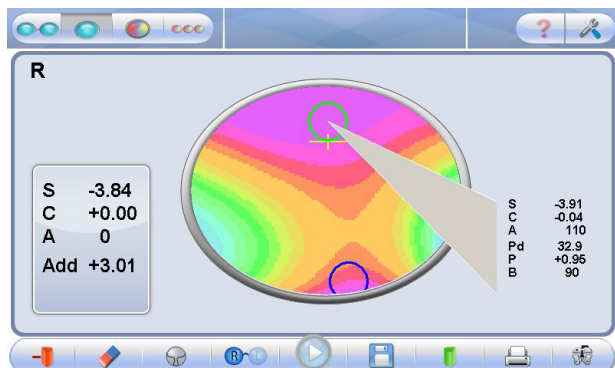 ?
R
S -3.84
C +0.00
A 0
Add +3.01
S -3.91
C -0.04
A 110
Pd 32.9
P +0.95
B 90
R L